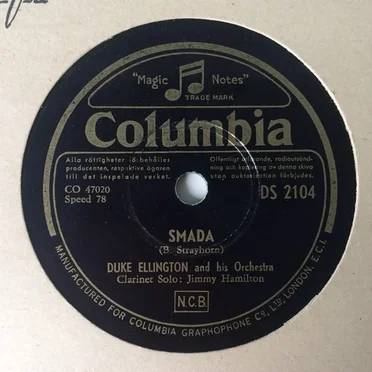 "Magic Notes"
TRADE MARK
Columbia
Alla rättigheter förbehålles
producenten, respektive ägaren
till det inspelade verket.
Offentligt utförande, radioutsänd-
ning och kopiering av denna skiva
utan auktorisation förbjudes.
CO 47020
Speed 78
DS 2104
SMADA
(B. Strayhorn)
DUKE ELLINGTON and his Orchestra
Clarinet Solo: Jimmy Hamilton
N.C.B.
MANUFACTURED FOR COLUMBIA GRAPHOPHONE Co, LTD, LONDON. E.C.1.